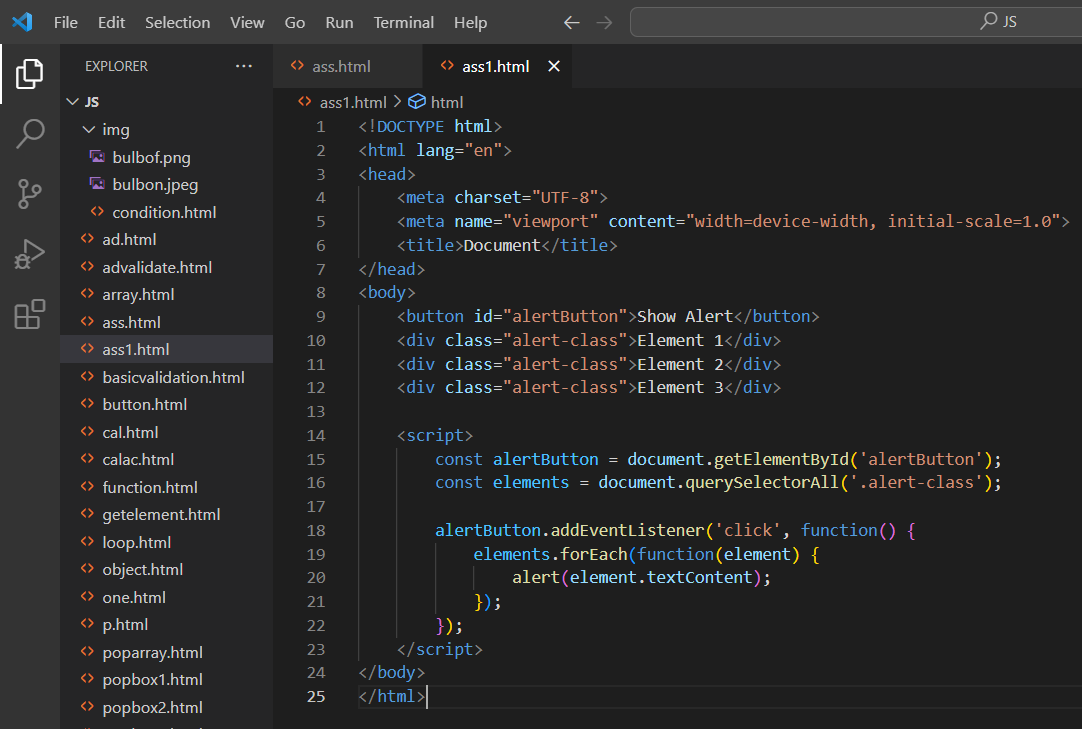 File Edit Selection View Go Run Terminal Help
JS
EXPLORER
JS
img
bulbof.png
bulbon.jpeg
condition.html
ad.html
advalidate.html
array.html
ass.html
ass1.html
basicvalidation.html
button.html
cal.html
calac.html
function.html
getelement.html
loop.html
object.html
one.html
p.html
poparray.html
popbox1.html
popbox2.html
ass.html ass1.html
ass1.html > html
1 <!DOCTYPE html>
2 <html lang="en">
3 <head>
4     <meta charset="UTF-8">
5     <meta name="viewport" content="width=device-width, initial-scale=1.0">
6     <title>Document</title>
7 </head>
8 <body>
9     <button id="alertButton">Show Alert</button>
10     <div class="alert-class">Element 1</div>
11     <div class="alert-class">Element 2</div>
12     <div class="alert-class">Element 3</div>
13
14     <script>
15         const alertButton = document.getElementById('alertButton');
16         const elements = document.querySelectorAll('.alert-class');
17
18         alertButton.addEventListener('click', function() {
19             elements.forEach(function(element) {
20                 alert(element.textContent);
21             });
22         });
23     </script>
24 </body>
25 </html>